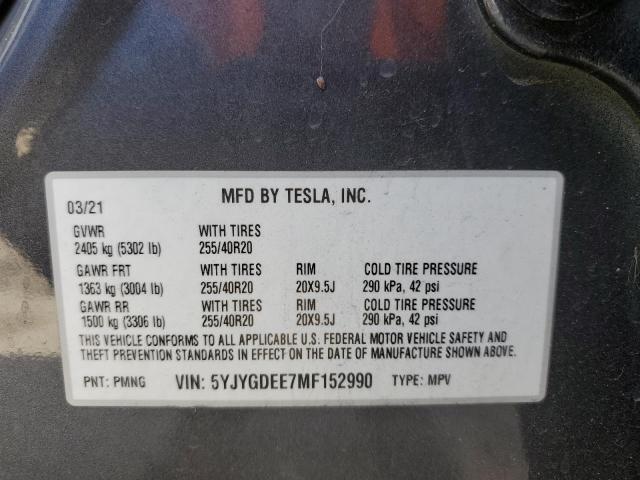 MFD BY TESLA, INC.
03/21
GVWR WITH TIRES
2405 kg (5302 lb) 255/40R20
GAWR FRT WITH TIRES RIM COLD TIRE PRESSURE
1363 kg (3004 lb) 255/40R20 20X9.5J 290 kPa, 42 psi
GAWR RR WITH TIRES RIM COLD TIRE PRESSURE
1500 kg (3306 lb) 255/40R20 20X9.5J 290 kPa, 42 psi
THIS VEHICLE CONFORMS TO ALL APPLICABLE U.S. FEDERAL MOTOR VEHICLE SAFETY AND
THEFT PREVENTION STANDARDS IN EFFECT ON THE DATE OF MANUFACTURE SHOWN ABOVE.
PNT: PMNG VIN: 5YJYGDEE7MF152990 TYPE: MPV